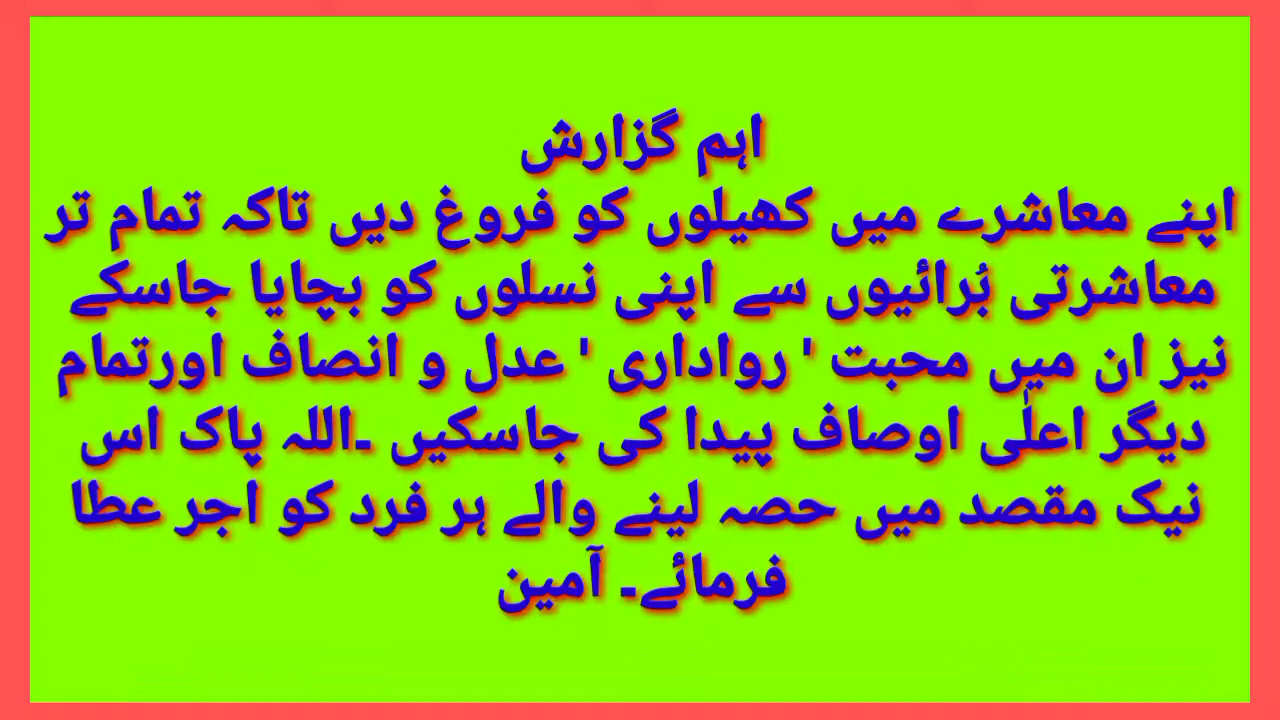 اہم گزارش
اپنے معاشرے میں کھیلوں کو فروغ دیں تاکہ تمام تر
معاشرتی بُرائیوں سے اپنی نسلوں کو بچایا جاسکے
نیز ان میں محبت ' رواداری ' عدل و انصاف اورتمام
دیگر اعلٰی اوصاف پیدا کی جاسکیں ۔اللہ پاک اس
نیک مقصد میں حصہ لینے والے ہر فرد کو اجر عطا
فرمائے۔ آمین